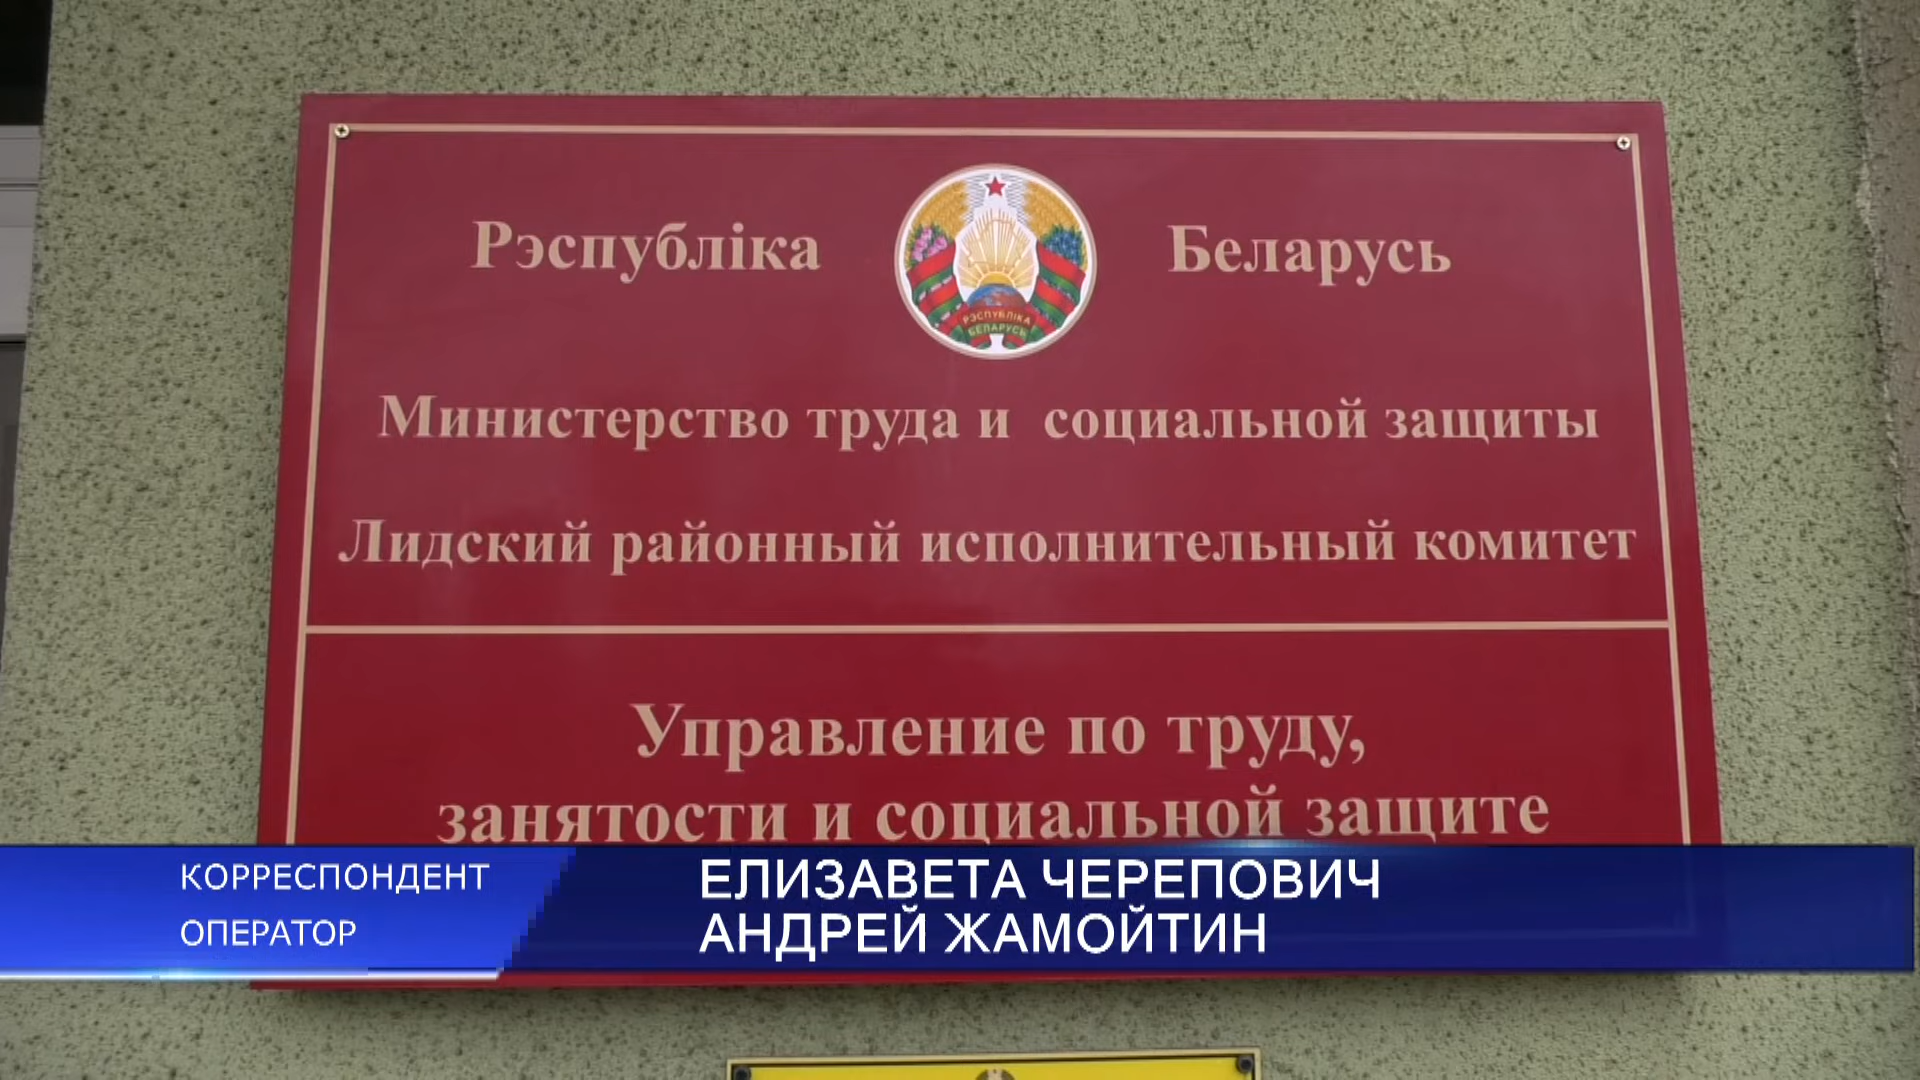 Рэспубліка Беларусь
РЭСПУБЛІКА
БЕЛАРУСЬ
Министерство труда и социальной защиты
Лидский районный исполнительный комитет
Управление по труду,
занятости и социальной защите
КОРРЕСПОНДЕНТ ЕЛИЗАВЕТА ЧЕРЕПОВИЧ
ОПЕРАТОР АНДРЕЙ ЖАМОЙТИН